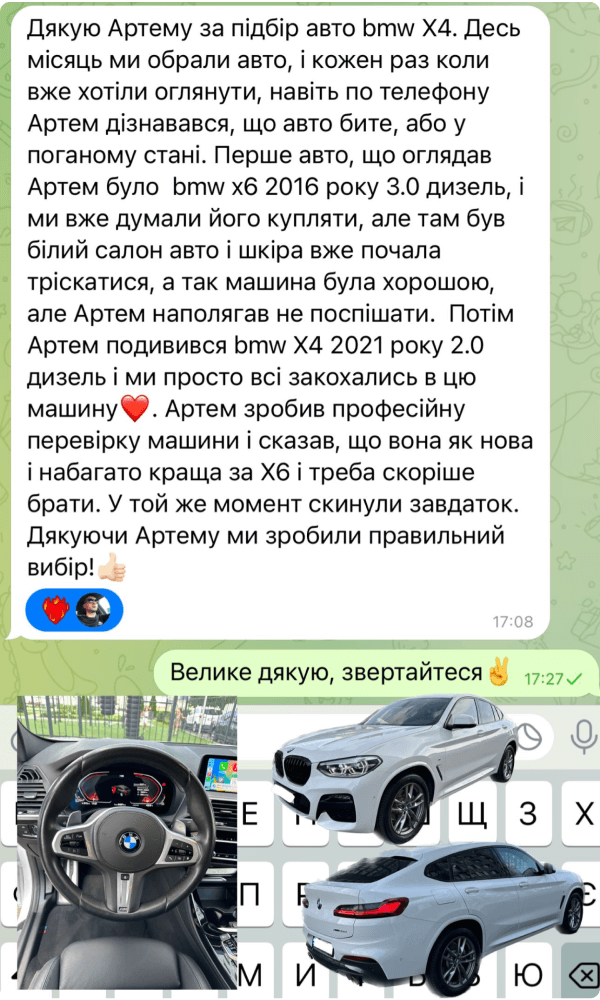 Дякую Артему за підбір авто bmw X4. Десь
місяць ми обрали авто, і кожен раз коли
вже хотіли оглянути, навіть по телефону
Артем дізнавався, що авто бите, або у
поганому стані. Перше авто, що оглядав
Артем було  bmw x6 2016 року 3.0 дизель, і
ми вже думали його купляти, але там був
білий салон авто і шкіра вже почала
тріскатися, а так машина була хорошою,
але Артем наполягав не поспішати.  Потім
Артем подивився bmw X4 2021 року 2.0
дизель і ми просто всі закохались в цю
машину❤️. Артем зробив професійну
перевірку машини і сказав, що вона як нова
і набагато краща за X6 і треба скоріше
брати. У той же момент скинули завдаток.
Дякуючи Артему ми зробили правильний
вибір!👍🏻
17:08
Велике дякую, звертайтеся✌️ 17:27
Е Щ З Х
П Є
М И Ю